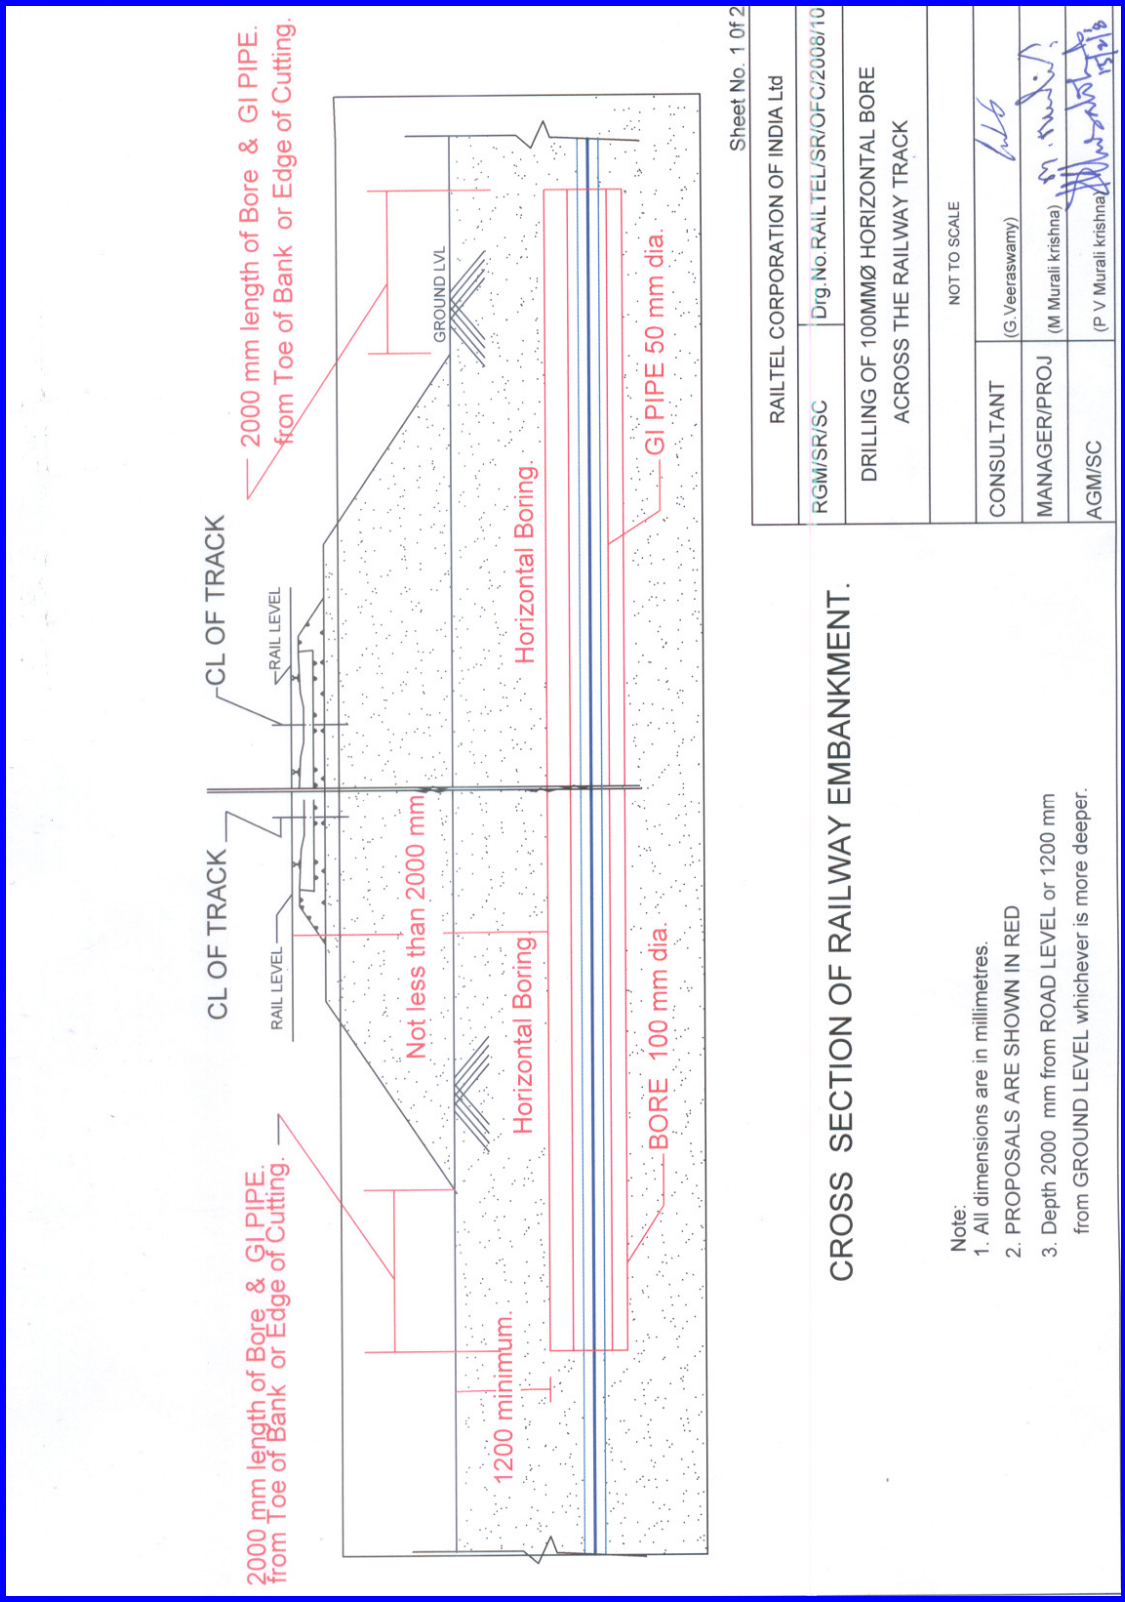 2000 mm length of Bore & GI PIPE.
from Toe of Bank or Edge of Cutting.
2000 mm length of Bore & GI PIPE.
from Toe of Bank or Edge of Cutting.
CL OF TRACK
CL OF TRACK
RAIL LEVEL
RAIL LEVEL
GROUND LVL
Not less than 2000 mm
1200 minimum.
Horizontal Boring.
Horizontal Boring.
BORE 100 mm dia.
GI PIPE 50 mm dia.
CROSS SECTION OF RAILWAY EMBANKMENT.
Note:
1. All dimensions are in millimetres.
2. PROPOSALS ARE SHOWN IN RED
3. Depth 2000 mm from ROAD LEVEL or 1200 mm
from GROUND LEVEL whichever is more deeper.
Sheet No. 1 0f 2
RAILTEL CORPORATION OF INDIA Ltd
RGM/SR/SC
Drg.No.RAILTEL/SR/OFC/2008/10
DRILLING OF 100MMØ HORIZONTAL BORE
ACROSS THE RAILWAY TRACK
NOT TO SCALE
CONSULTANT
(G.Veeraswamy)
MANAGER/PROJ
(M Murali krishna)
AGM/SC
(P V Murali krishna)